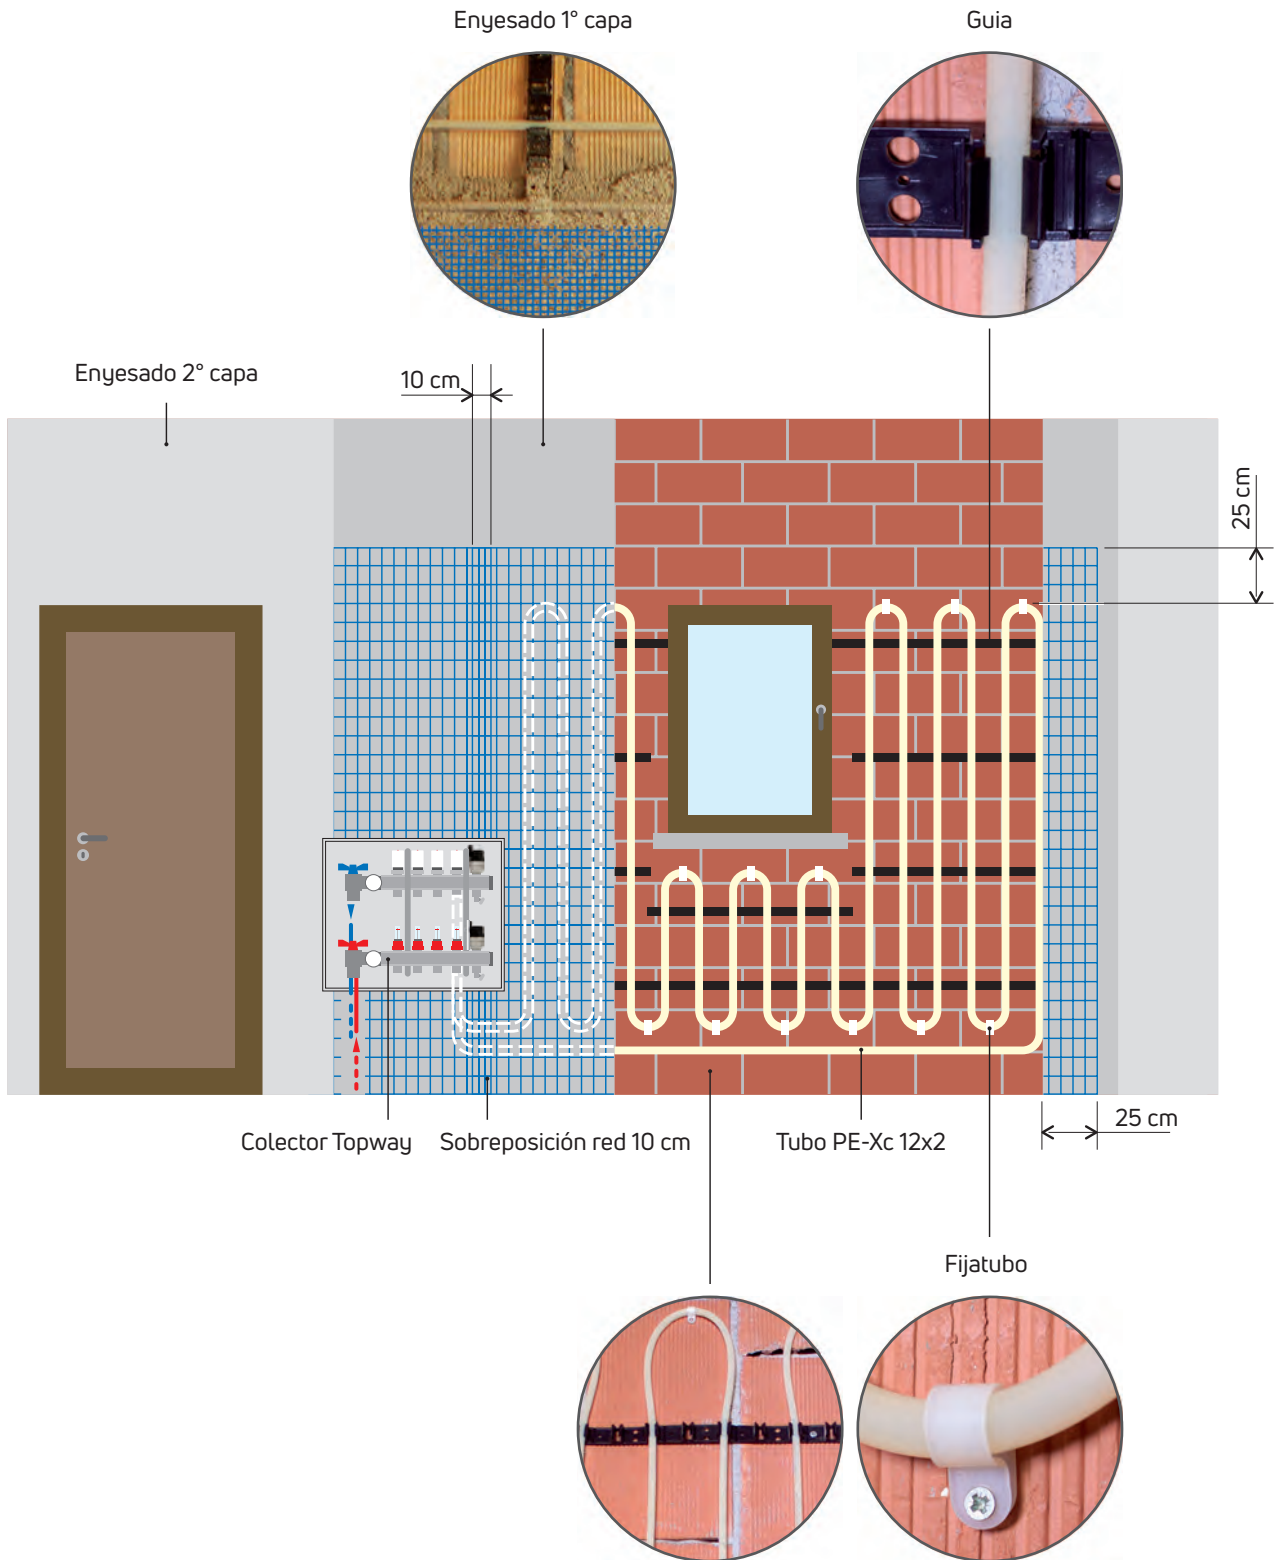 Enyesado 1° capa
Guia
Enyesado 2° capa
10 cm
25 cm
25 cm
Colector Topway
Sobreposición red 10 cm
Tubo PE-Xc 12x2
Fijatubo